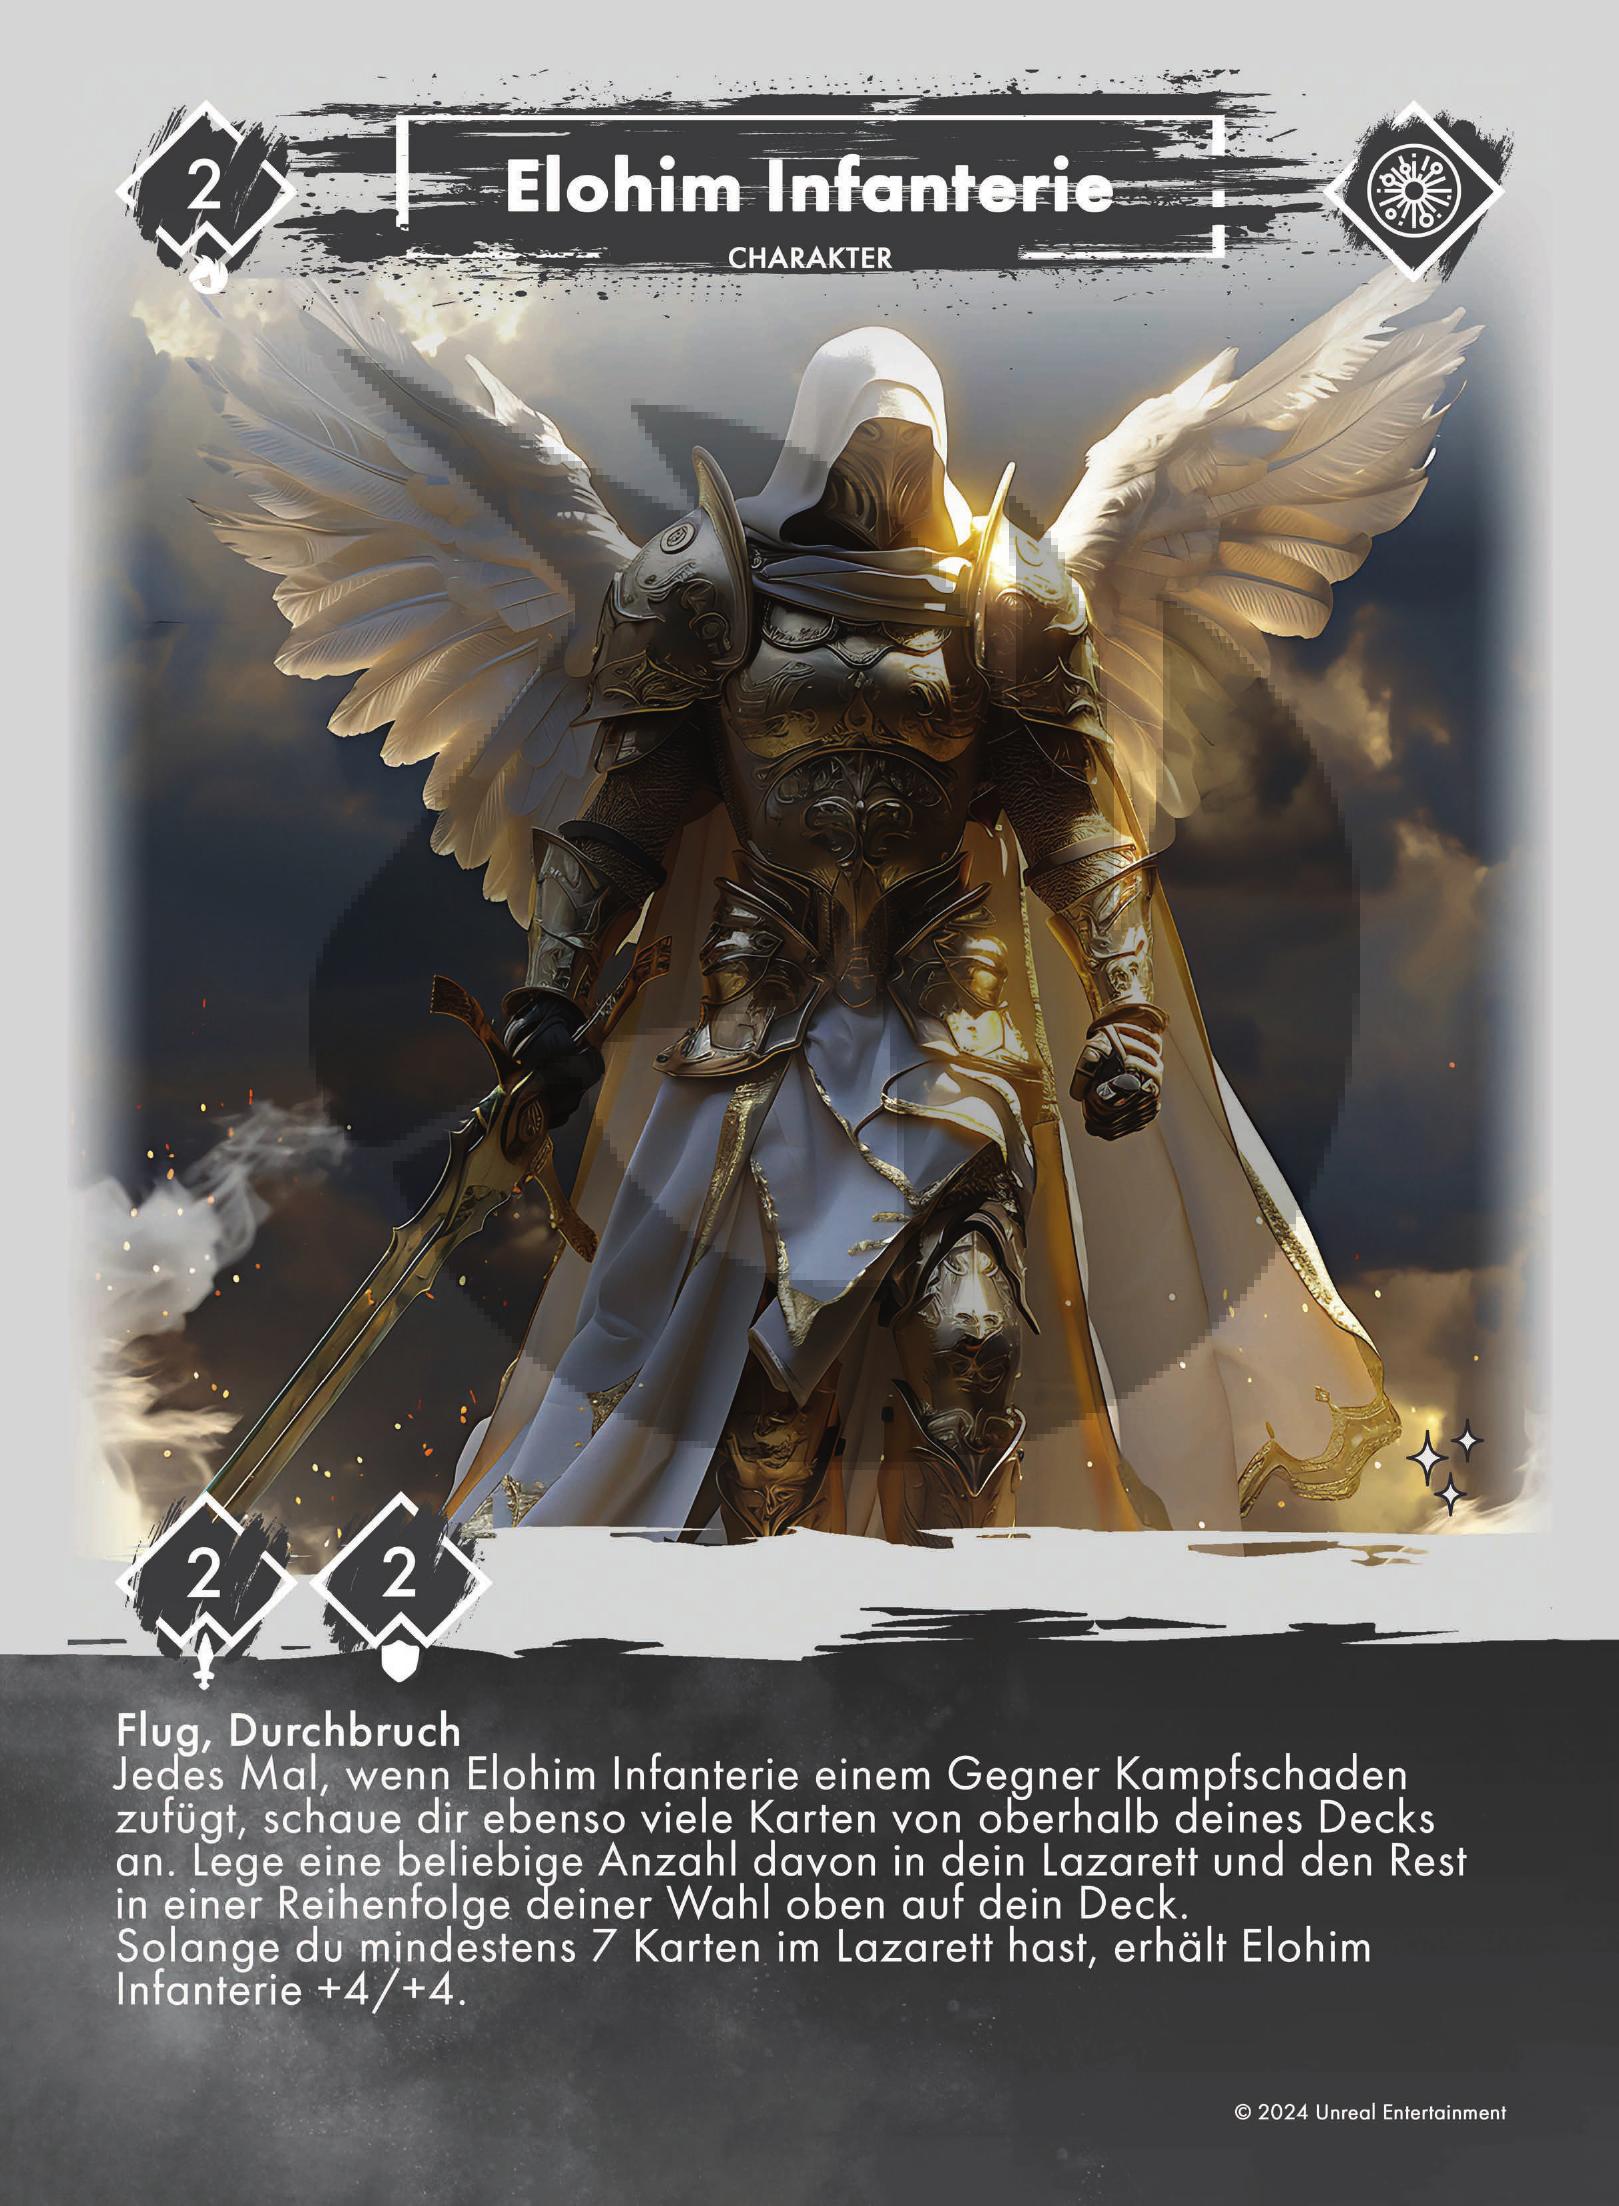 2
Elohim Infanterie
CHARAKTER
2
2
Flug, Durchbruch
Jedes Mal, wenn Elohim Infanterie einem Gegner Kampfschaden
zufügt, schaue dir ebenso viele Karten von oberhalb deines Decks
an. Lege eine beliebige Anzahl davon in dein Lazarett und den Rest
in einer Reihenfolge deiner Wahl oben auf dein Deck.
Solange du mindestens 7 Karten im Lazarett hast, erhält Elohim
Infanterie +4/+4.
© 2024 Unreal Entertainment